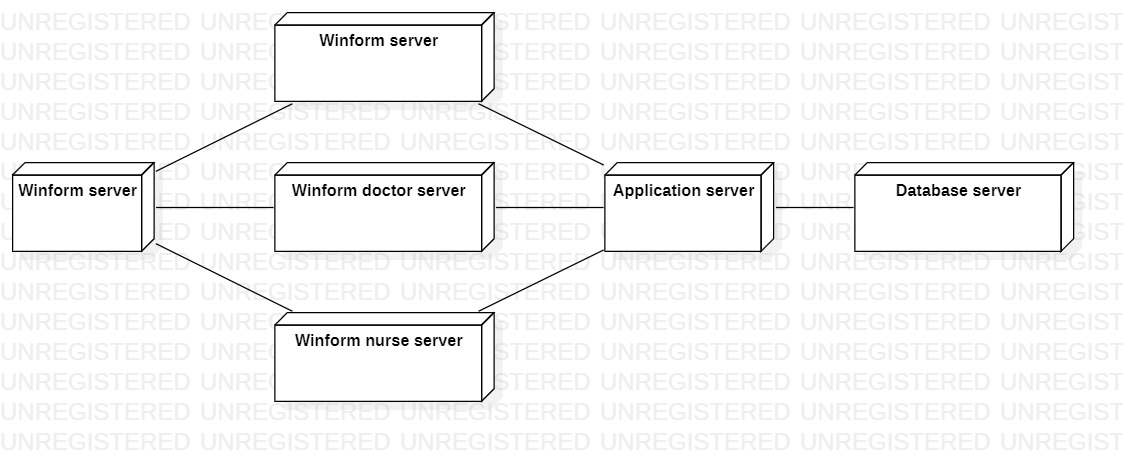 Winform server
Winform server
Winform doctor server
Application server
Database server
Winform nurse server
UNREGISTERED UNREGISTERED UNREGISTERED UNREGISTERED UNREGISTERED UNREGIST